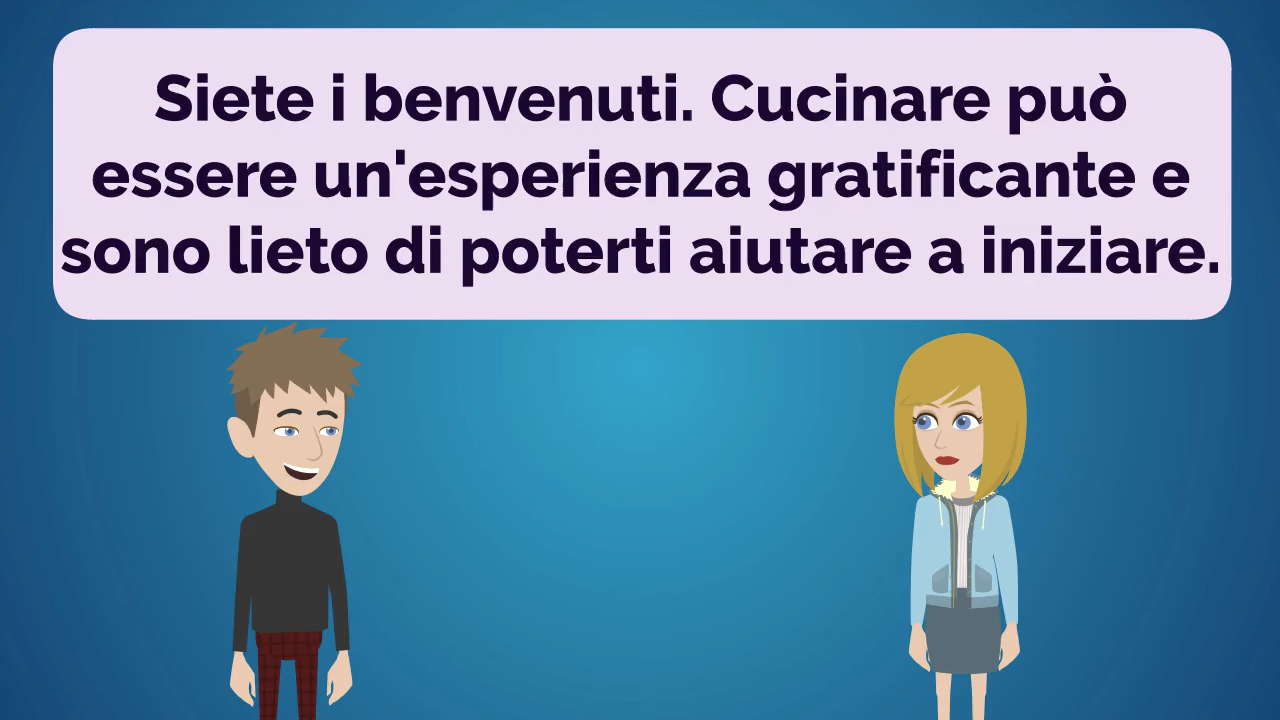 Siete i benvenuti. Cucinare può
essere un'esperienza gratificante e
sono lieto di poterti aiutare a iniziare.